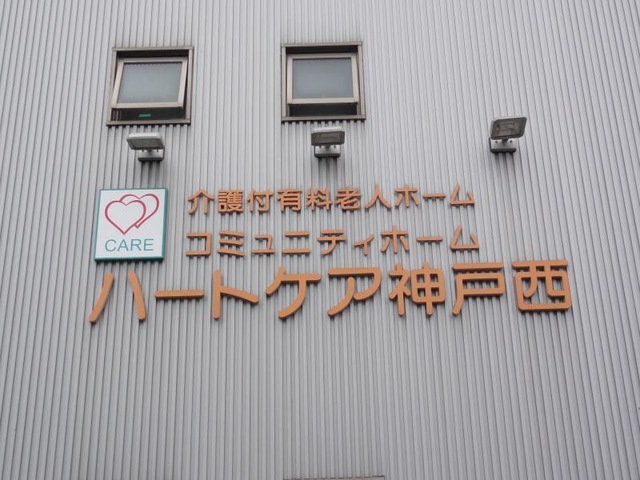 介護付有料老人ホーム
コミュニティホーム
CARE
ハートケア神戸西